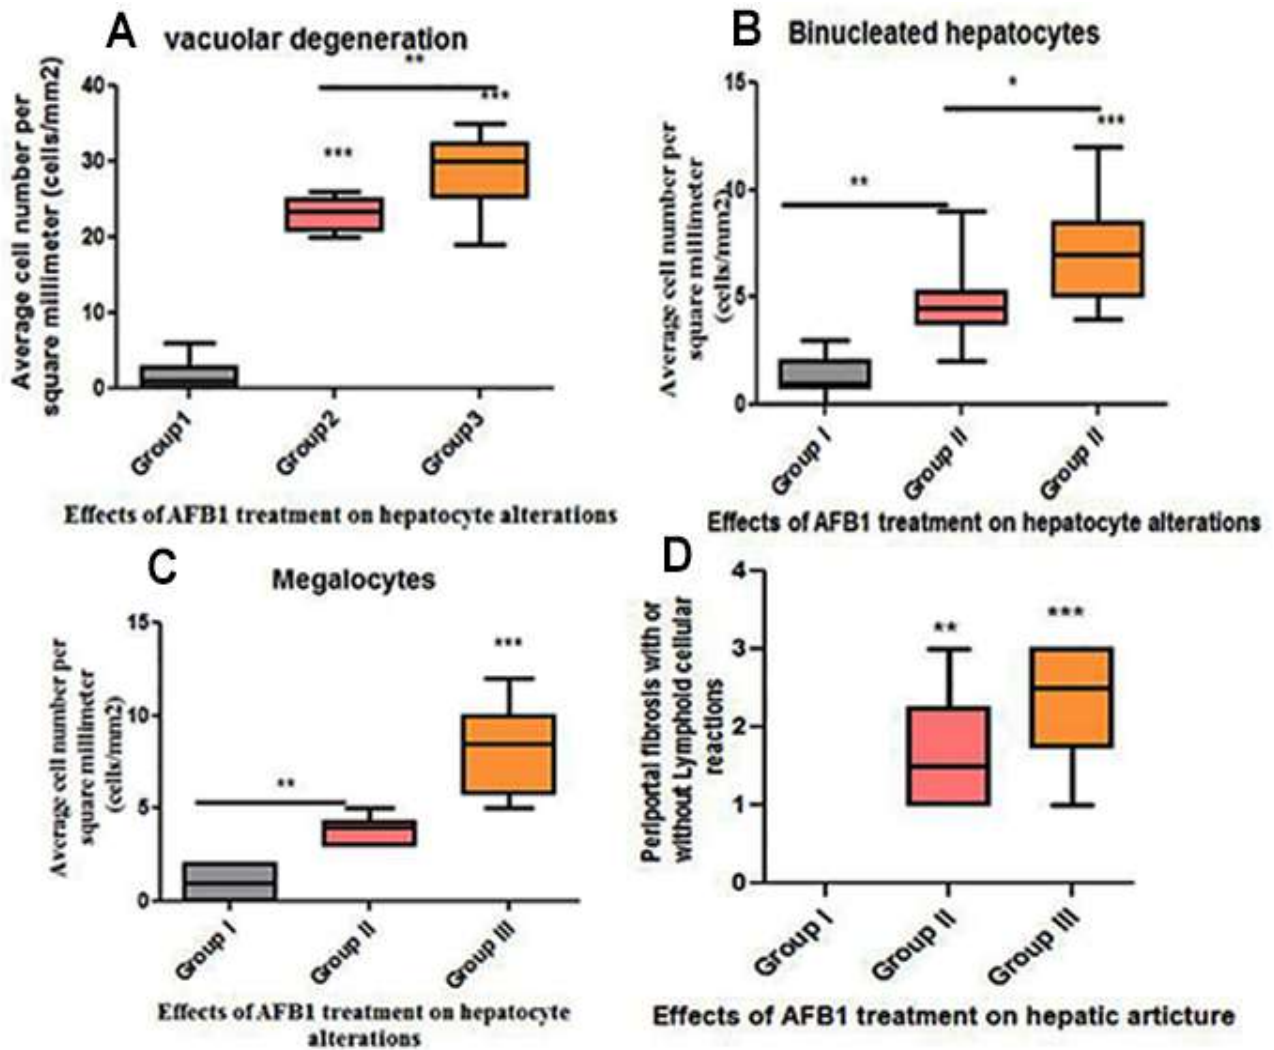 A
vacuolar degeneration
Average cell number per
square millimeter (cells/mm2)
40
30
20
10
0
**
***
***
Group1
Group2
Group3
Effects of AFB1 treatment on hepatocyte alterations
B
Binucleated hepatocytes
Average cell number per
square millimeter
(cells/mm2)
15
10
5
0
**
*
***
Group I
Group II
Group II
Effects of AFB1 treatment on hepatocyte alterations
C
Megalocytes
Average cell number per
square millimeter
(cells/mm2)
15
10
5
0
**
***
Group I
Group II
Group III
Effects of AFB1 treatment on hepatocyte
alterations
D
Periportal fibrosis with or
without Lymphold cellular
reactions
4
3
2
1
0
**
***
Group I
Group II
Group III
Effects of AFB1 treatment on hepatic articture